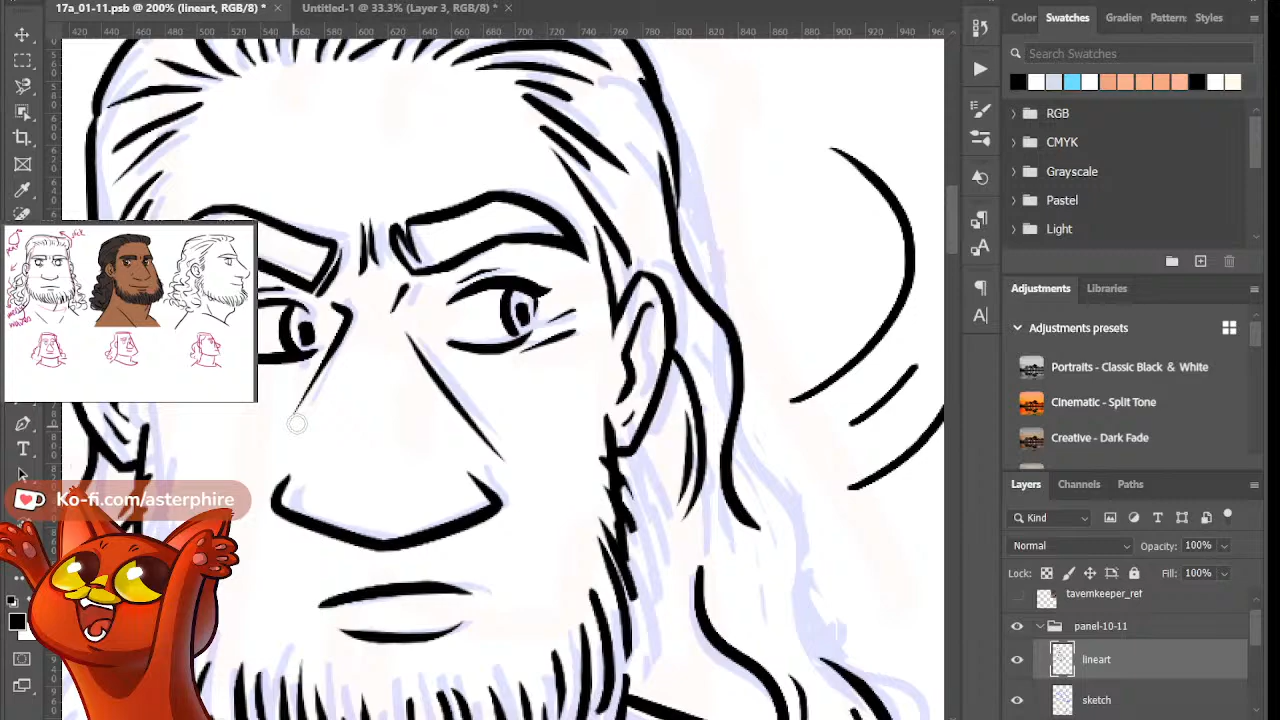 17a_01-11.psb @ 200% (lineart, RGB/8) *
Untitled-1 @ 33.3% (Layer 3, RGB/8) *
Color
Swatches
Gradien
Pattern:
Styles
420 440 460 480 500 520 540 560 580 600 620 640 660 680 700 720 740 760 780 800 820 840 860 880 900 920 940 960
Search Swatches
RGB
CMYK
Grayscale
Pastel
Light
Adjustments
Libraries
Adjustments presets
Portraits - Classic Black & White
Cinematic - Split Tone
Creative - Dark Fade
Layers
Channels
Paths
Kind
Normal
Opacity: 100%
Lock:
Fill: 100%
tavernkeeper_ref
panel-10-11
lineart
sketch
Ko-fi.com/asterphire